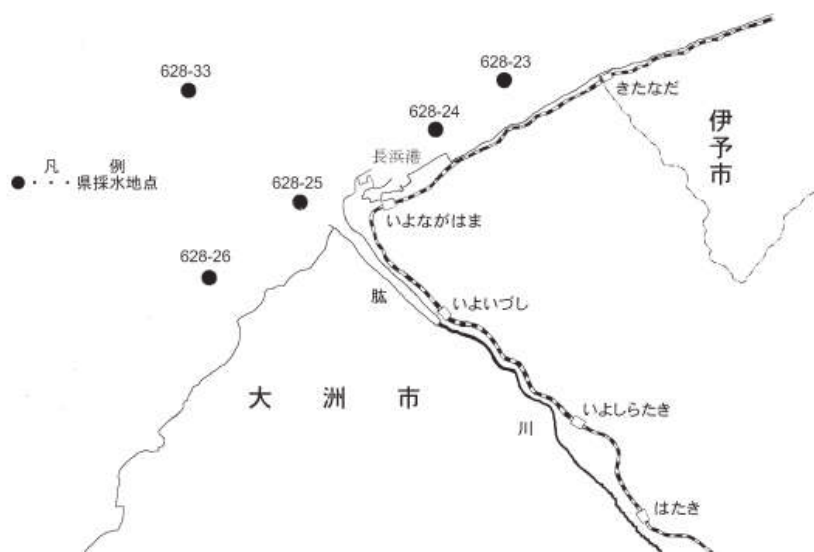 628-33
628-23
きたなだ
628-24
伊予市
長浜港
凡 例
●・・・県採水地点
628-25
いよながはま
628-26
肱
いよいづし
大洲市
いよしらたき
川
はたき